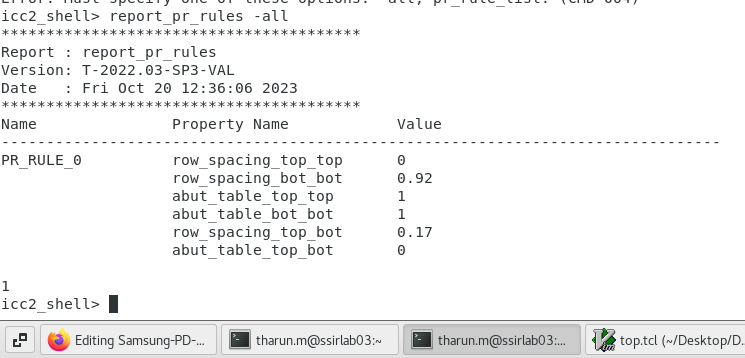 Error: Must specify one of these options: -all, pr_rule_list. (CMD-004)
icc2_shell> report_pr_rules -all
****************************************
Report : report_pr_rules
Version: T-2022.03-SP3-VAL
Date   : Fri Oct 20 12:36:06 2023
****************************************
Name               Property Name            Value
--------------------------------------------------------------------------------
PR_RULE_0          row_spacing_top_top      0
                   row_spacing_bot_bot      0.92
                   abut_table_top_top       1
                   abut_table_bot_bot       1
                   row_spacing_top_bot      0.17
                   abut_table_top_bot       0
1
icc2_shell>
Editing Samsung-PD-... tharun.m@ssirlab03:~ tharun.m@ssirlab03:... top.tcl (~/Desktop/D...